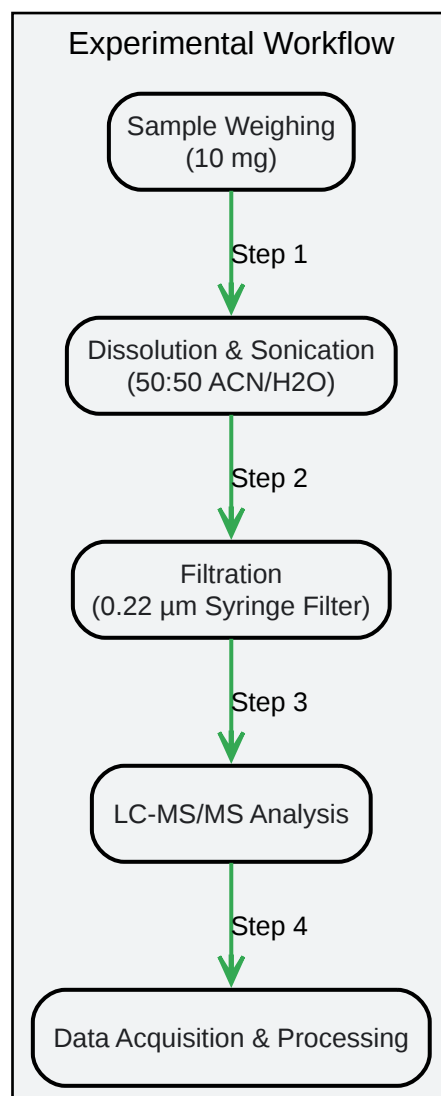 Experimental Workflow
Sample Weighing
(10 mg)
Step 1
Dissolution & Sonication
(50:50 ACN/H2O)
Step 2
Filtration
(0.22 µm Syringe Filter)
Step 3
LC-MS/MS Analysis
Step 4
Data Acquisition & Processing